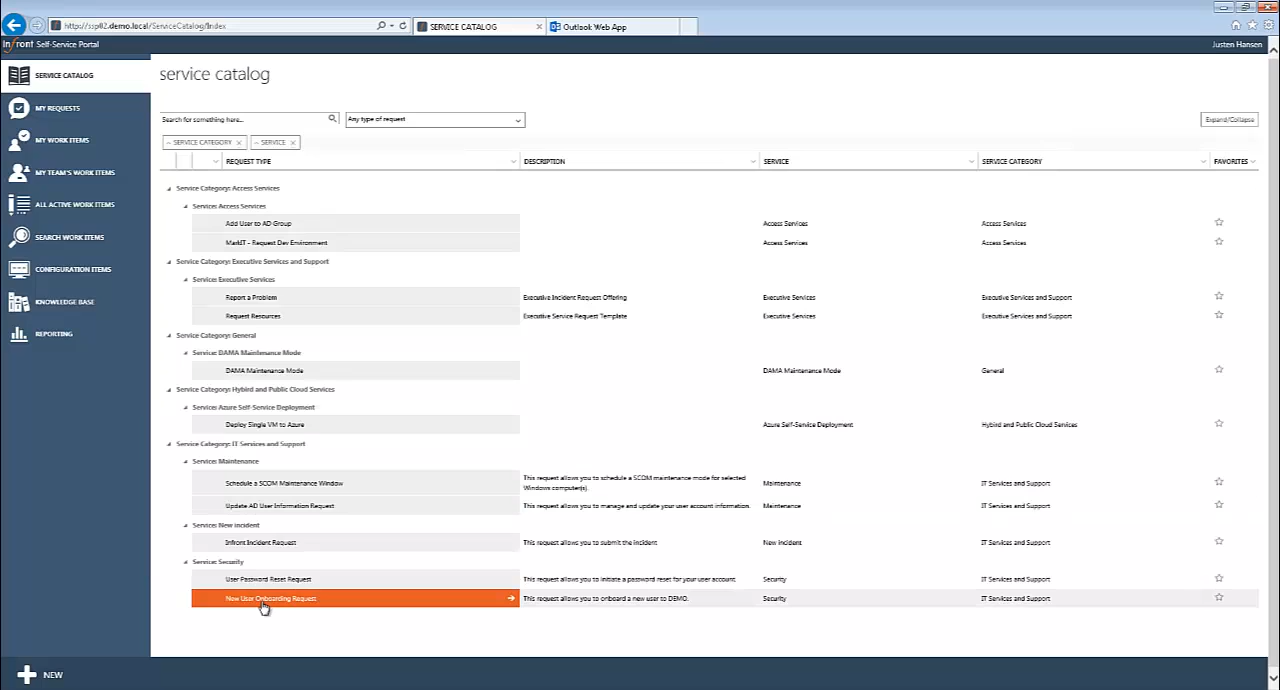 http://ssp02.demo.local/ServiceCatalog/Index
SERVICE CATALOG
Outlook Web App
infront Self-Service Portal
Justen Hansen
SERVICE CATALOG
MY REQUESTS
MY WORK ITEMS
MY TEAM'S WORK ITEMS
ALL ACTIVE WORK ITEMS
SEARCH WORK ITEMS
CONFIGURATION ITEMS
KNOWLEDGE BASE
REPORTING
NEW
service catalog
Search for something here...
Any type of request
Expand/Collapse
SERVICE CATEGORY
SERVICE
REQUEST TYPE DESCRIPTION SERVICE SERVICE CATEGORY FAVORITES
Service Category: Access Services
Service: Access Services
Add User to AD Group Access Services Access Services
MarkIT - Request Dev Environment Access Services Access Services
Service Category: Executive Services and Support
Service: Executive Services
Report a Problem Executive Incident Request Offering Executive Services Executive Services and Support
Request Resources Executive Service Request Template Executive Services Executive Services and Support
Service Category: General
Service: DAMA Maintenance Mode
DAMA Maintenance Mode DAMA Maintenance Mode General
Service Category: Hybird and Public Cloud Services
Service: Azure Self-Service Deployment
Deploy Single VM to Azure Azure Self-Service Deployment Hybird and Public Cloud Services
Service Category: IT Services and Support
Service: Maintenance
Schedule a SCOM Maintenance Window This request allows you to schedule a SCOM maintenance mode for selected Windows computer(s). Maintenance IT Services and Support
Update AD User Information Request This request allows you to manage and update your user account information. Maintenance IT Services and Support
Service: New incident
Infront Incident Request This request allows you to submit the incident New incident IT Services and Support
Service: Security
User Password Reset Request This request allows you to initiate a password reset for your user account. Security IT Services and Support
New User Onboarding Request This request allows you to onboard a new user to DEMO. Security IT Services and Support